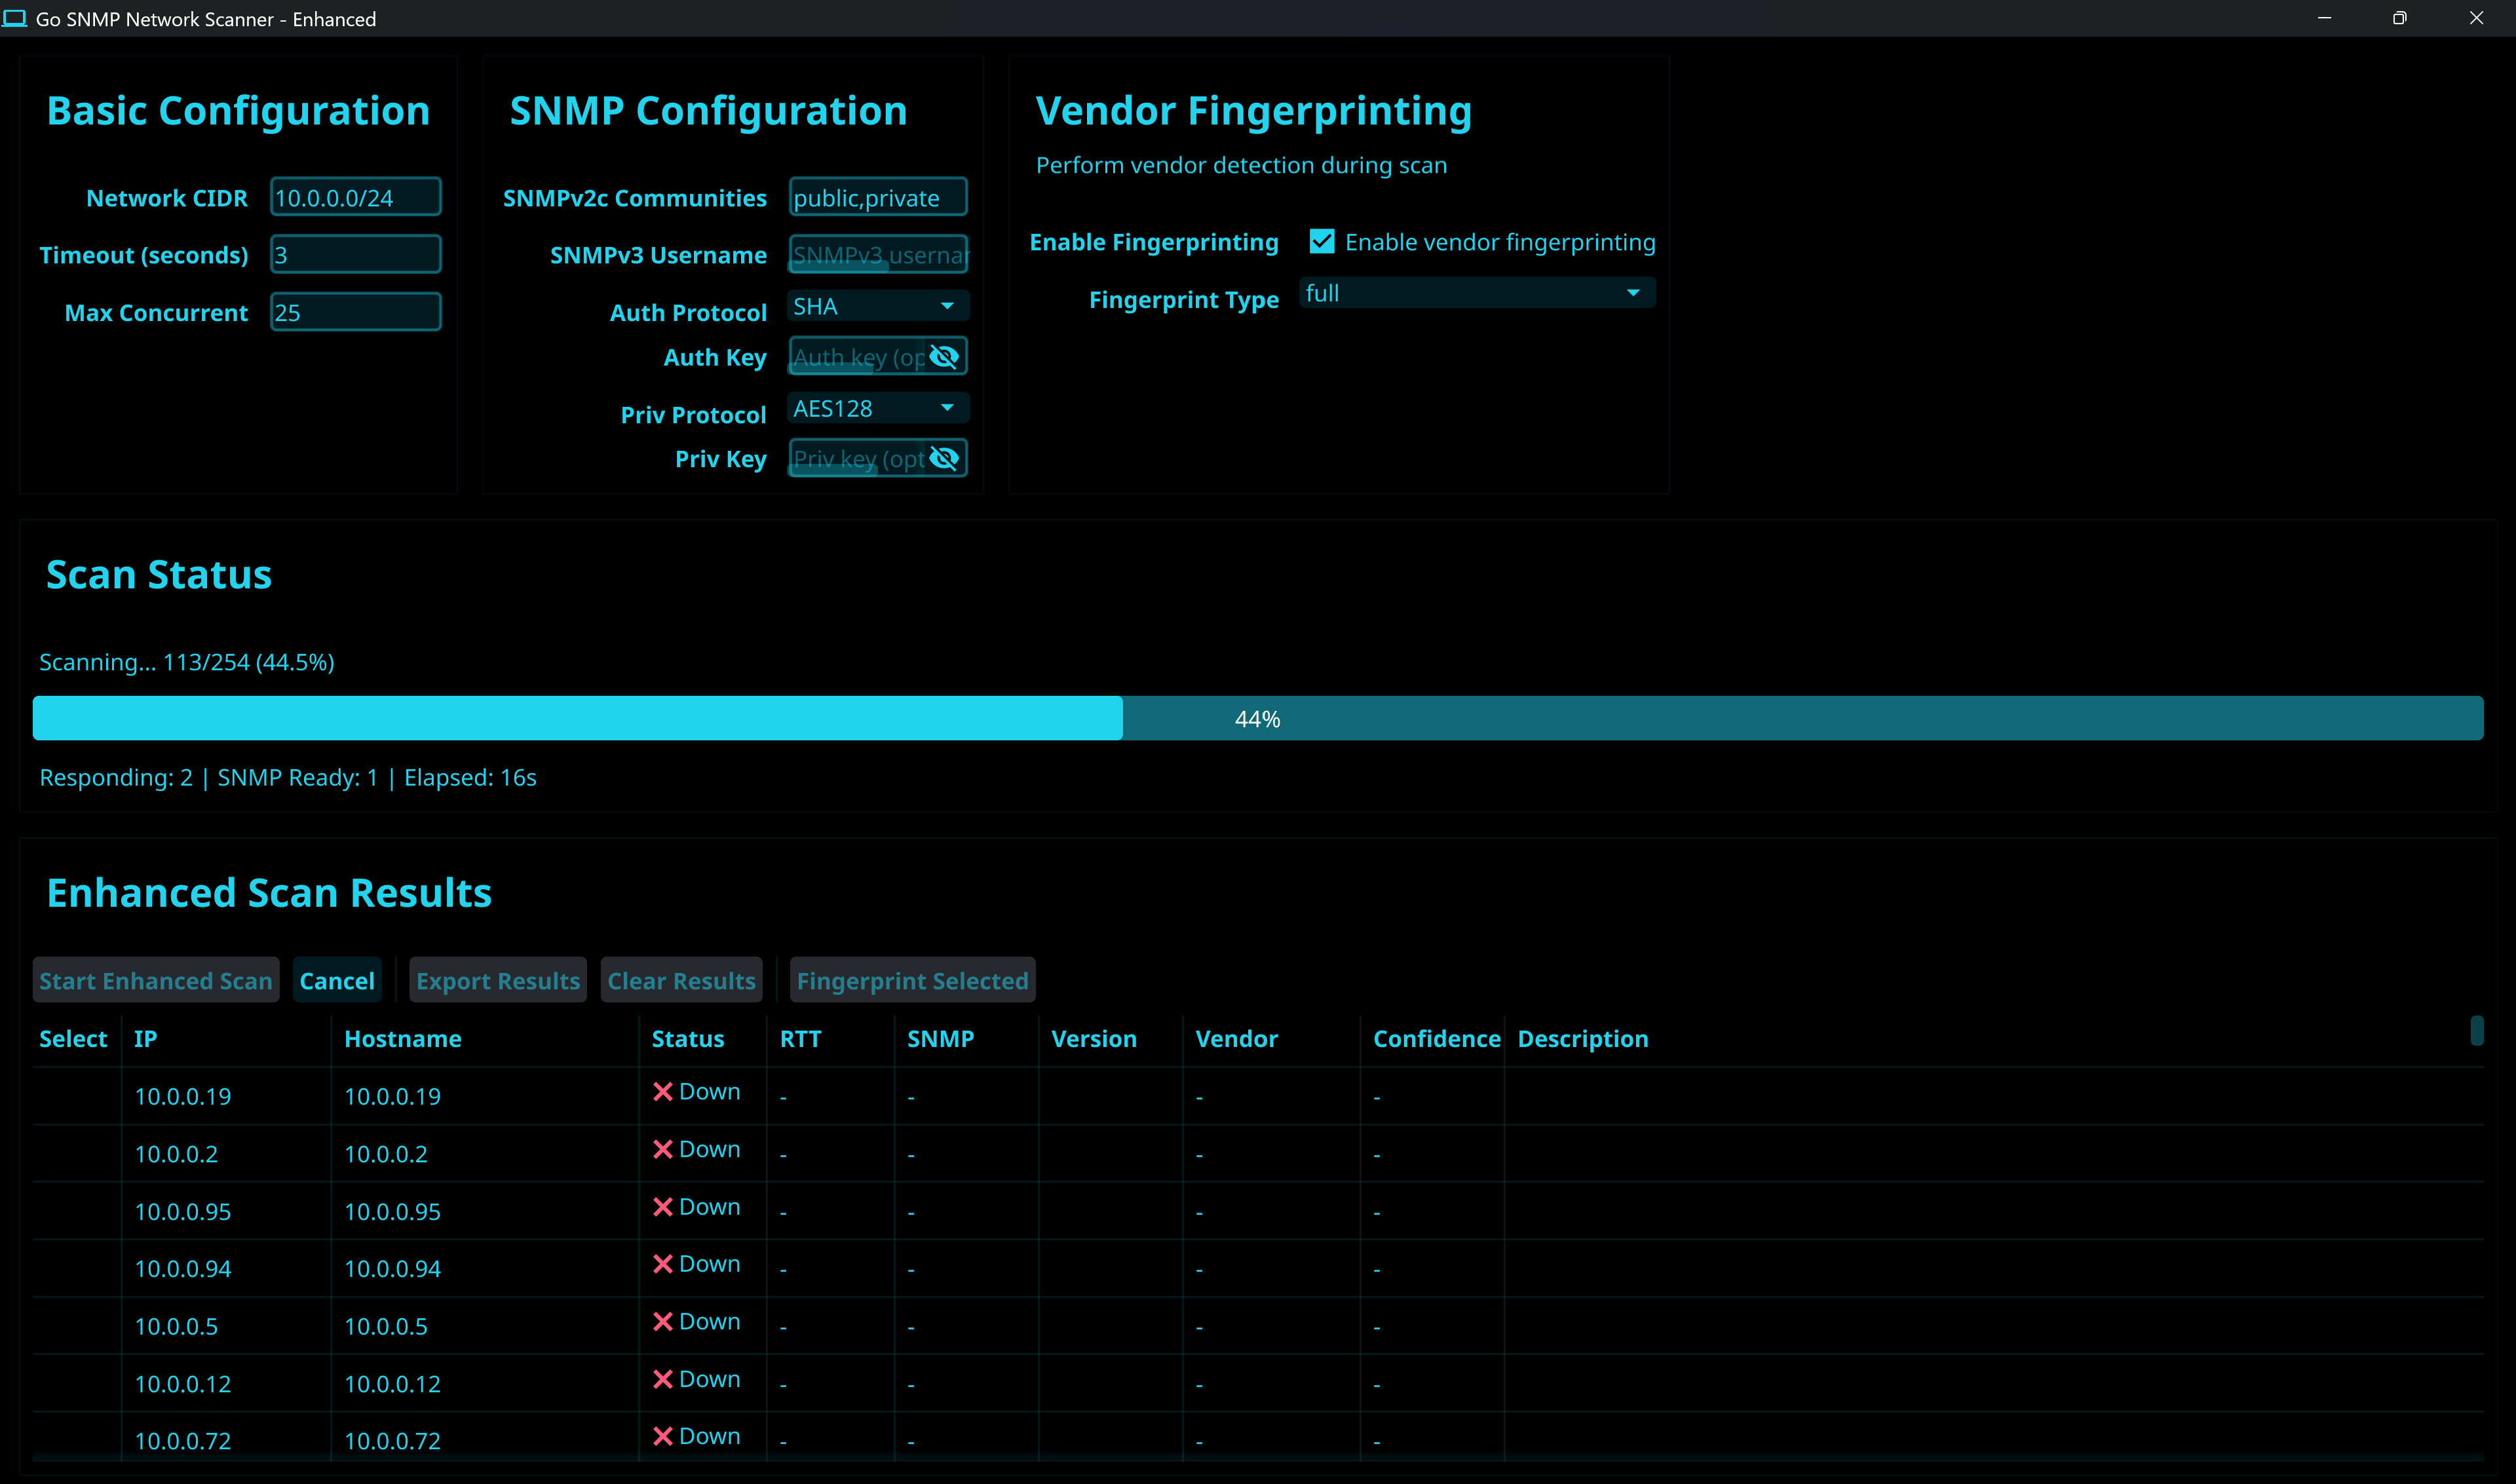 Go SNMP Network Scanner - Enhanced
Basic Configuration
Network CIDR 10.0.0.0/24
Timeout (seconds) 3
Max Concurrent 25
SNMP Configuration
SNMPv2c Communities public,private
SNMPv3 Username SNMPv3 usernar
Auth Protocol SHA
Auth Key Auth key (op
Priv Protocol AES128
Priv Key Priv key (opt
Vendor Fingerprinting
Perform vendor detection during scan
Enable Fingerprinting Enable vendor fingerprinting
Fingerprint Type full
Scan Status
Scanning... 113/254 (44.5%)
44%
Responding: 2 | SNMP Ready: 1 | Elapsed: 16s
Enhanced Scan Results
Start Enhanced Scan Cancel Export Results Clear Results Fingerprint Selected
Select IP Hostname Status RTT SNMP Version Vendor Confidence Description
10.0.0.19 10.0.0.19 ❌ Down - - - -
10.0.0.2 10.0.0.2 ❌ Down - - - -
10.0.0.95 10.0.0.95 ❌ Down - - - -
10.0.0.94 10.0.0.94 ❌ Down - - - -
10.0.0.5 10.0.0.5 ❌ Down - - - -
10.0.0.12 10.0.0.12 ❌ Down - - - -
10.0.0.72 10.0.0.72 ❌ Down - - - -